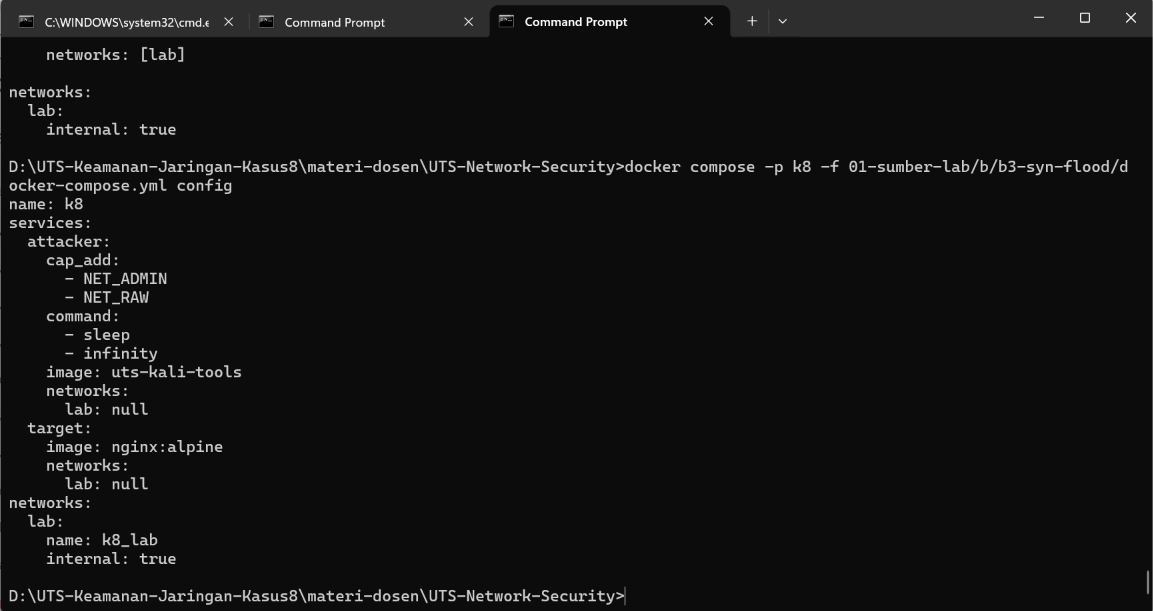 C:\WINDOWS\system32\cmd.e
Command Prompt
Command Prompt
    networks: [lab]
networks:
  lab:
    internal: true
D:\UTS-Keamanan-Jaringan-Kasus8\materi-dosen\UTS-Network-Security>docker compose -p k8 -f 01-sumber-lab/b/b3-syn-flood/d
ocker-compose.yml config
name: k8
services:
  attacker:
    cap_add:
      - NET_ADMIN
      - NET_RAW
    command:
      - sleep
      - infinity
    image: uts-kali-tools
    networks:
      lab: null
  target:
    image: nginx:alpine
    networks:
      lab: null
networks:
  lab:
    name: k8_lab
    internal: true
D:\UTS-Keamanan-Jaringan-Kasus8\materi-dosen\UTS-Network-Security>